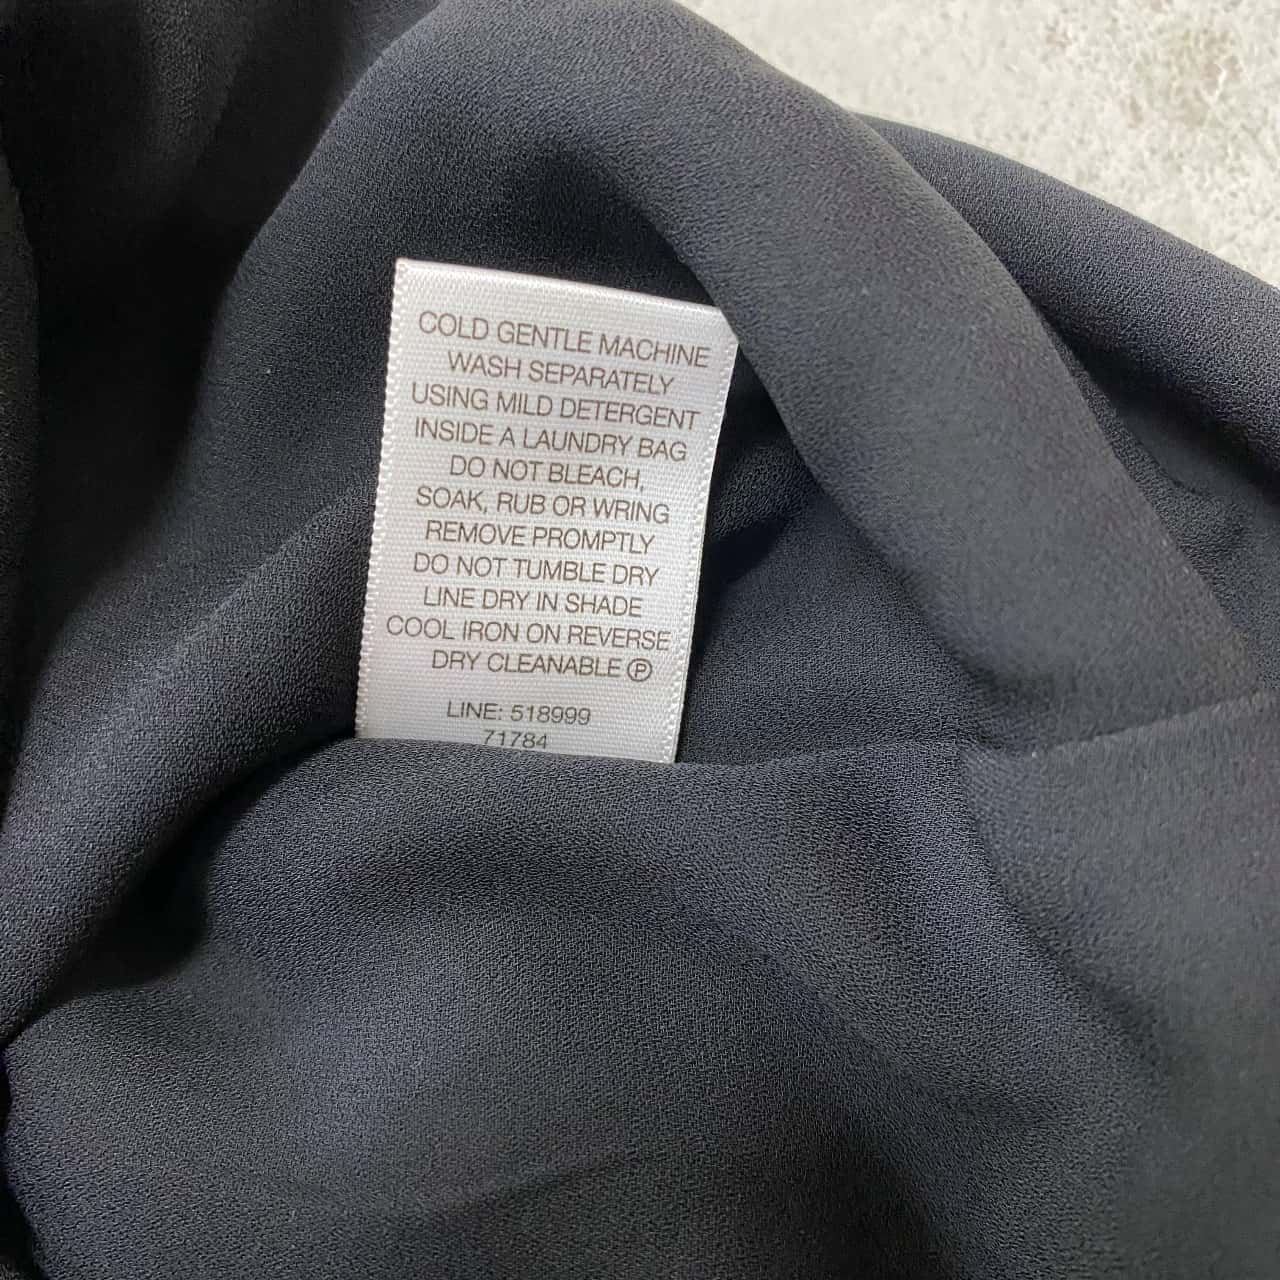 COLD GENTLE MACHINE
WASH SEPARATELY
USING MILD DETERGENT
INSIDE A LAUNDRY BAG
DO NOT BLEACH,
SOAK, RUB OR WRING
REMOVE PROMPTLY
DO NOT TUMBLE DRY
LINE DRY IN SHADE
COOL IRON ON REVERSE
DRY CLEANABLE Ⓟ
LINE: 518999
71784